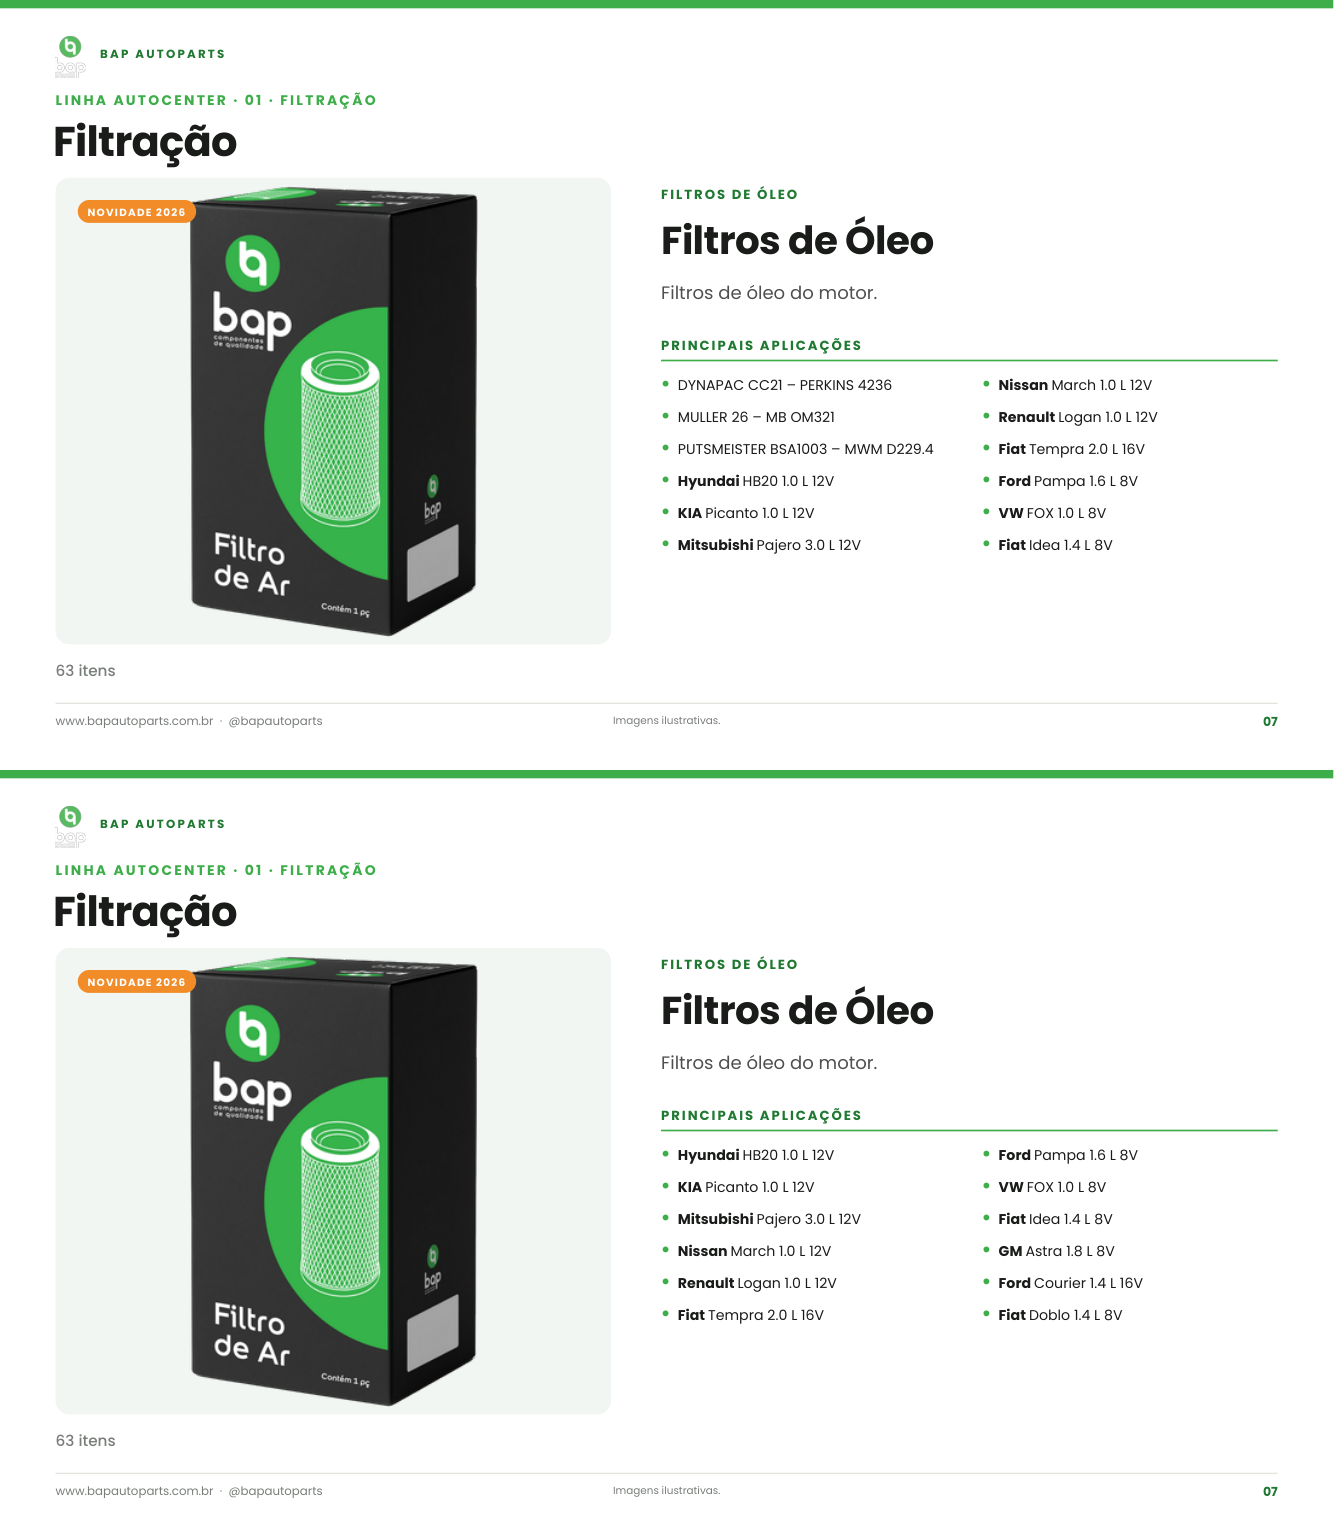 bap
BAP AUTOPARTS
LINHA AUTOCENTER · 01 · FILTRAÇÃO
Filtração
NOVIDADE 2026
bap
componentes
de qualidade
Filtro
de Ar
Contém 1 pç
bap
63 itens
FILTROS DE ÓLEO
Filtros de Óleo
Filtros de óleo do motor.
PRINCIPAIS APLICAÇÕES
DYNAPAC CC21 – PERKINS 4236
MULLER 26 – MB OM321
PUTSMEISTER BSA1003 – MWM D229.4
Hyundai HB20 1.0 L 12V
KIA Picanto 1.0 L 12V
Mitsubishi Pajero 3.0 L 12V
Nissan March 1.0 L 12V
Renault Logan 1.0 L 12V
Fiat Tempra 2.0 L 16V
Ford Pampa 1.6 L 8V
VW FOX 1.0 L 8V
Fiat Idea 1.4 L 8V
www.bapautoparts.com.br · @bapautoparts
Imagens ilustrativas.
07
bap
BAP AUTOPARTS
LINHA AUTOCENTER · 01 · FILTRAÇÃO
Filtração
NOVIDADE 2026
bap
componentes
de qualidade
Filtro
de Ar
Contém 1 pç
bap
63 itens
FILTROS DE ÓLEO
Filtros de Óleo
Filtros de óleo do motor.
PRINCIPAIS APLICAÇÕES
Hyundai HB20 1.0 L 12V
KIA Picanto 1.0 L 12V
Mitsubishi Pajero 3.0 L 12V
Nissan March 1.0 L 12V
Renault Logan 1.0 L 12V
Fiat Tempra 2.0 L 16V
Ford Pampa 1.6 L 8V
VW FOX 1.0 L 8V
Fiat Idea 1.4 L 8V
GM Astra 1.8 L 8V
Ford Courier 1.4 L 16V
Fiat Doblo 1.4 L 8V
www.bapautoparts.com.br · @bapautoparts
Imagens ilustrativas.
07